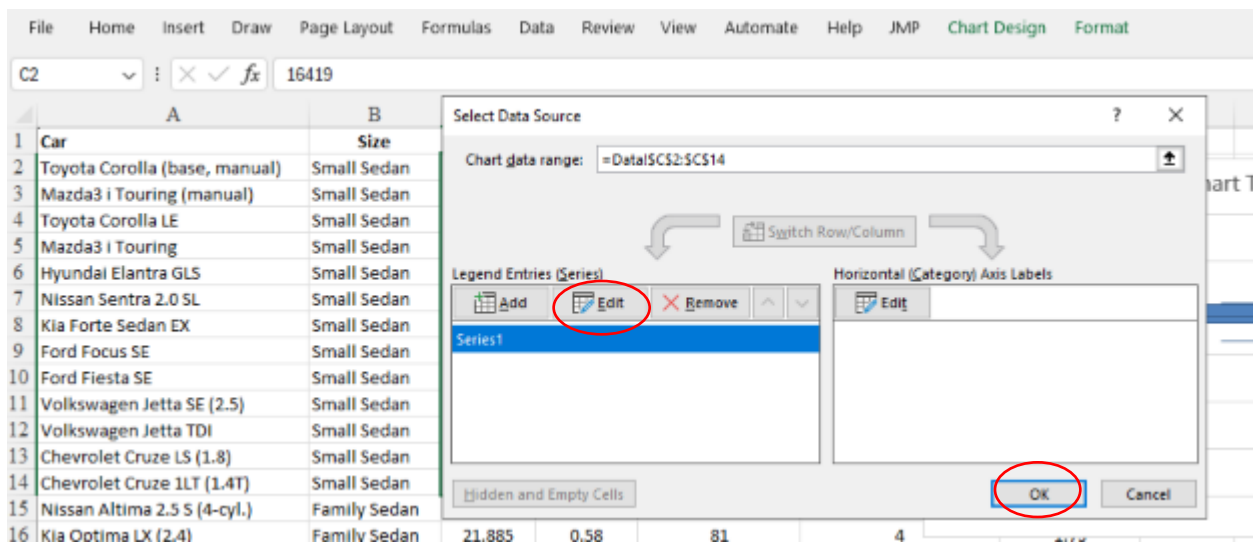 File Home Insert Draw Page Layout Formulas Data Review View Automate Help JMP Chart Design Format
C2 fx 16419
A B
Select Data Source ? ×
1 Car Size
Chart data range: =Data!$C$2:$C$14
2 Toyota Corolla (base, manual) Small Sedan
3 Mazda3 i Touring (manual) Small Sedan
4 Toyota Corolla LE Small Sedan
Switch Row/Column
5 Mazda3 i Touring Small Sedan
6 Hyundai Elantra GLS Small Sedan
Legend Entries (Series) Horizontal (Category) Axis Labels
7 Nissan Sentra 2.0 SL Small Sedan
Add Edit Remove Edit
8 Kia Forte Sedan EX Small Sedan
Series1
9 Ford Focus SE Small Sedan
10 Ford Fiesta SE Small Sedan
11 Volkswagen Jetta SE (2.5) Small Sedan
12 Volkswagen Jetta TDI Small Sedan
13 Chevrolet Cruze LS (1.8) Small Sedan
14 Chevrolet Cruze 1LT (1.4T) Small Sedan
Hidden and Empty Cells OK Cancel
15 Nissan Altima 2.5 S (4-cyl.) Family Sedan
16 Kia Optima LX (2.4) Family Sedan 21,885 0.58 81 4